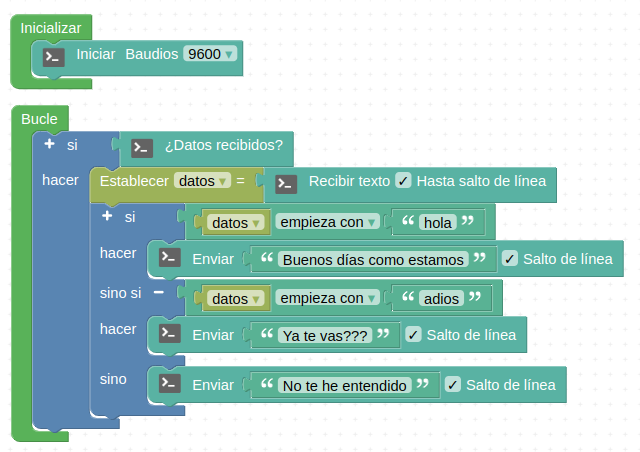 Inicializar
Iniciar Baudios 9600
Bucle
si ¿Datos recibidos?
hacer Establecer datos = Recibir texto Hasta salto de línea
si datos empieza con “ hola ”
hacer Enviar “ Buenos días como estamos ” Salto de línea
sino si datos empieza con “ adios ”
hacer Enviar “ Ya te vas??? ” Salto de línea
sino Enviar “ No te he entendido ” Salto de línea